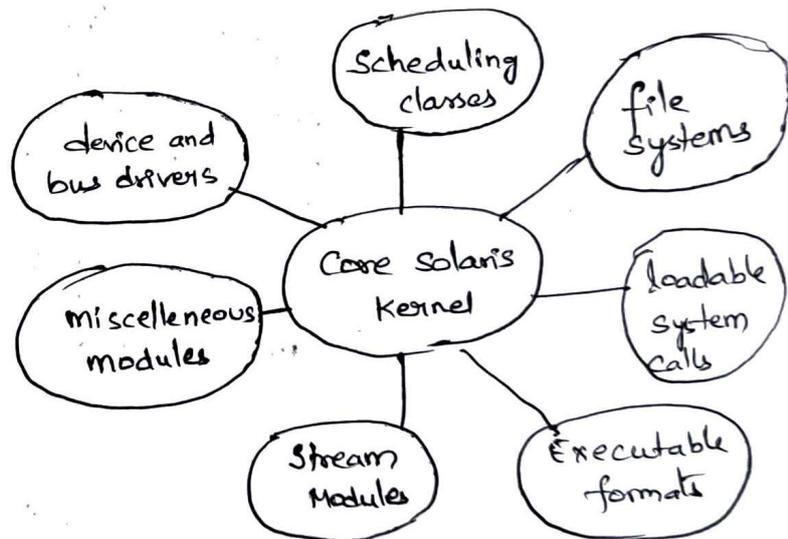 Scheduling
classes
file
systems
device and
bus drivers
Core Solaris
Kernel
loadable
system
calls
miscelleneous
modules
Stream
Modules
Executable
formats